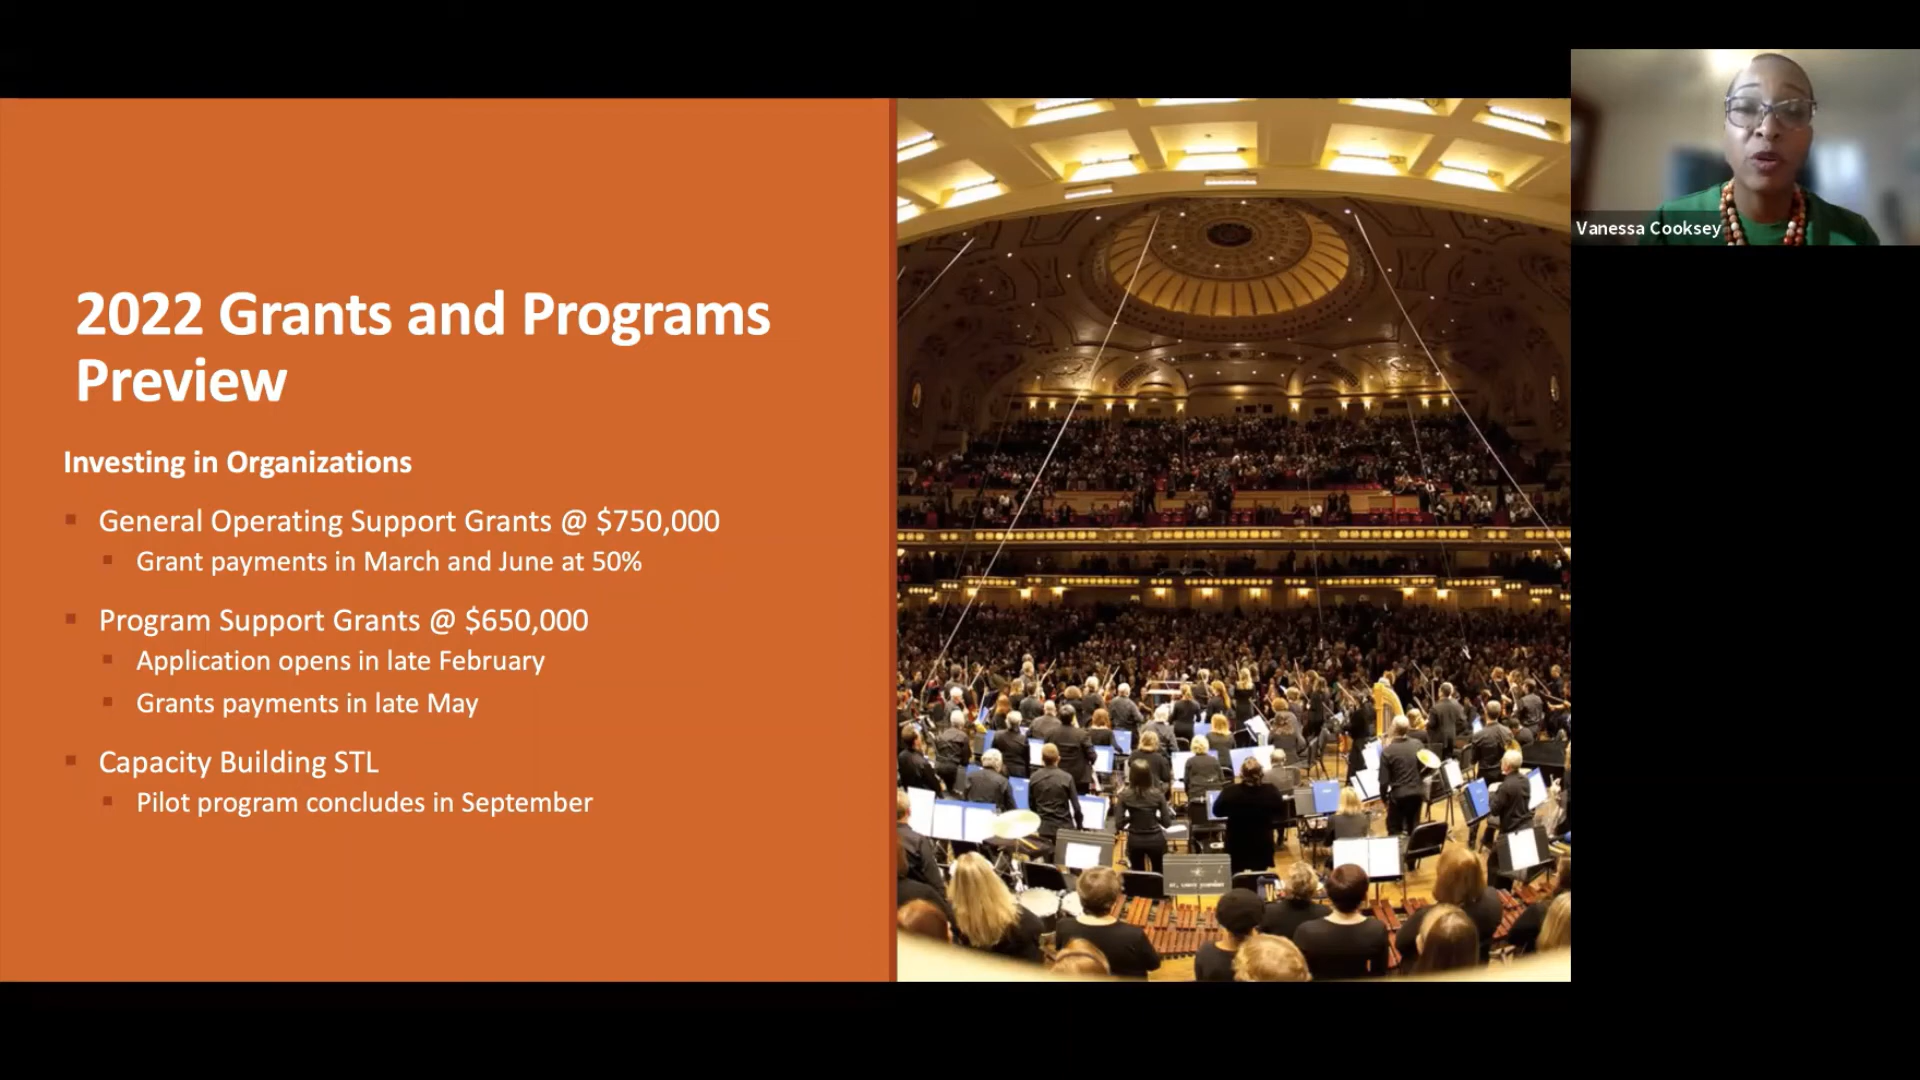 2022 Grants and Programs
Preview
Investing in Organizations
General Operating Support Grants @ $750,000
Grant payments in March and June at 50%
Program Support Grants @ $650,000
Application opens in late February
Grants payments in late May
Capacity Building STL
Pilot program concludes in September
Vanessa Cooksey